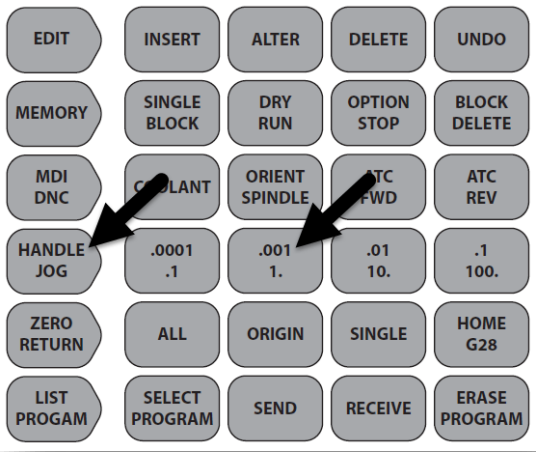 EDIT
INSERT
ALTER
DELETE
UNDO
MEMORY
SINGLE
BLOCK
DRY
RUN
OPTION
STOP
BLOCK
DELETE
MDI
DNC
COOLANT
ORIENT
SPINDLE
ATC
FWD
ATC
REV
HANDLE
JOG
.0001
.1
.001
1.
.01
10.
.1
100.
ZERO
RETURN
ALL
ORIGIN
SINGLE
HOME
G28
LIST
PROGAM
SELECT
PROGRAM
SEND
RECEIVE
ERASE
PROGRAM